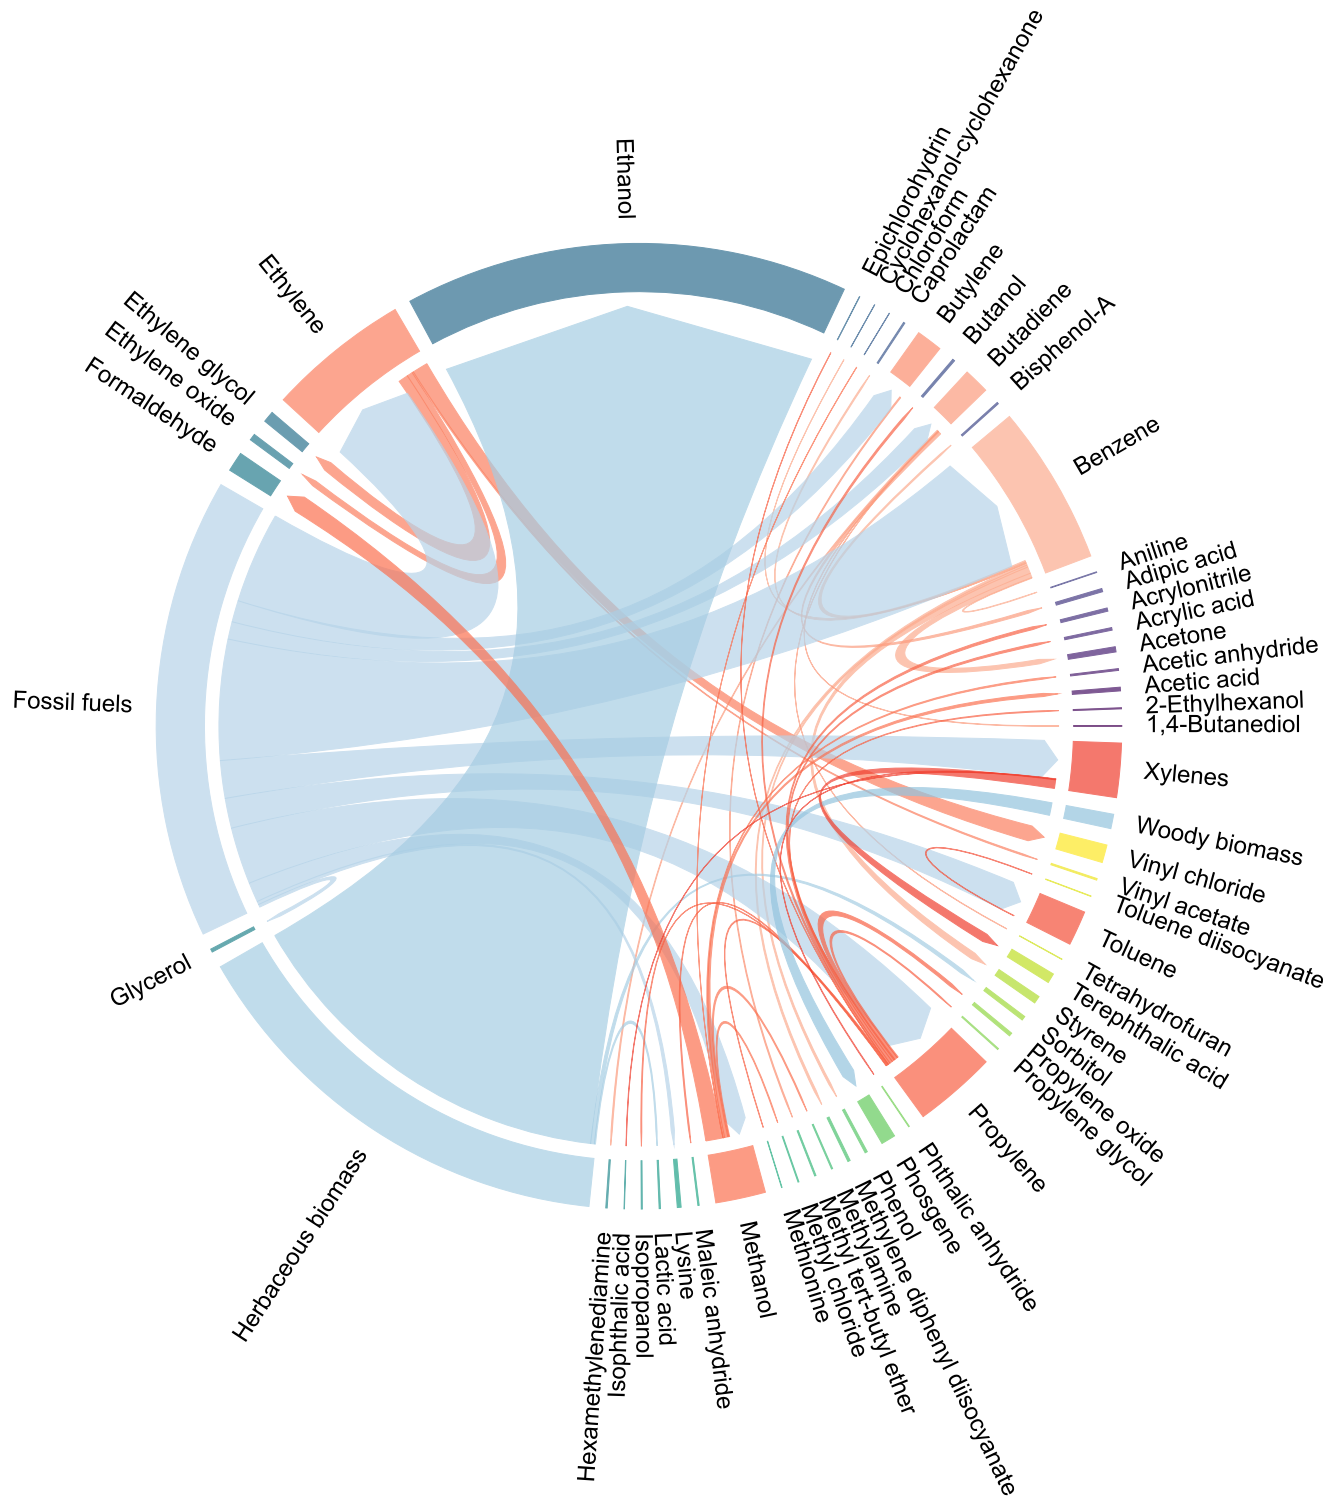 Ethanol
Epichlorohydrin
Cyclohexanol-cyclohexanone
Chloroform
Caprolactam
Butylene
Butanol
Butadiene
Bisphenol-A
Benzene
Aniline
Adipic acid
Acrylonitrile
Acrylic acid
Acetone
Acetic anhydride
Acetic acid
2-Ethylhexanol
1,4-Butanediol
Xylenes
Woody biomass
Vinyl chloride
Vinyl acetate
Toluene diisocyanate
Toluene
Tetrahydrofuran
Terephthalic acid
Styrene
Sorbitol
Propylene oxide
Propylene glycol
Propylene
Phthalic anhydride
Phosgene
Phenol
Methylene diphenyl diisocyanate
Methylamine
Methyl tert-butyl ether
Methyl chloride
Methionine
Methanol
Maleic anhydride
Lysine
Lactic acid
Isopropanol
Isophthalic acid
Hexamethylenediamine
Herbaceous biomass
Glycerol
Fossil fuels
Formaldehyde
Ethylene oxide
Ethylene glycol
Ethylene